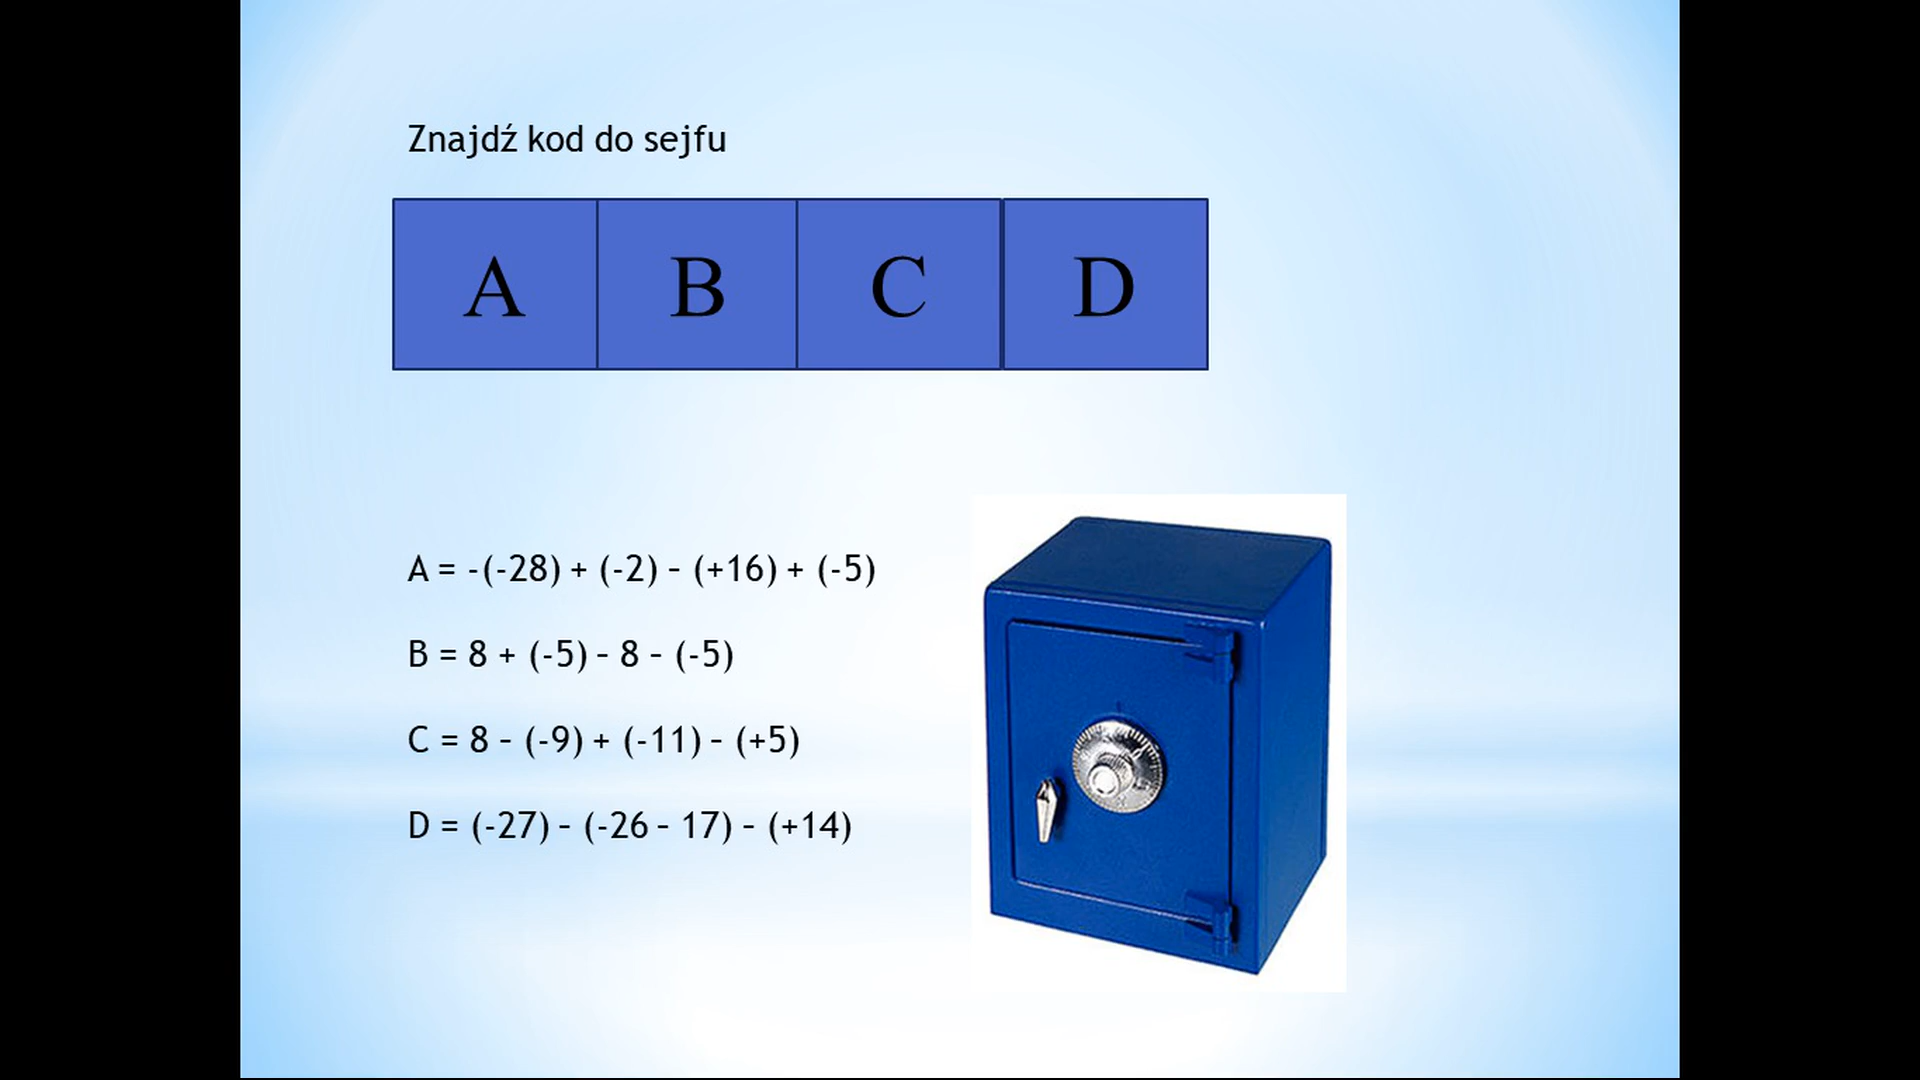 Znajdź kod do sejfu
A B C D
A = -(-28) + (-2) – (+16) + (-5)
B = 8 + (-5) – 8 – (-5)
C = 8 – (-9) + (-11) – (+5)
D = (-27) – (-26 – 17) – (+14)